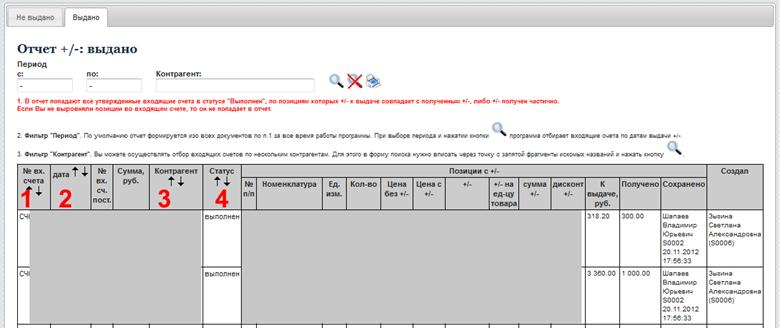 Не выдано
Выдано
Отчет +/-: выдано
Период
с:
по:
Контрагент:
-
-
1. В отчет попадают все утвержденные входящие счета в статусе "Выполнен", по позициям которых +/- к выдаче совпадает с полученным +/-, либо +/- получен частично.
Если Вы не выровняли позиции во входящем счете, то он не попадает в отчет.
2. Фильтр "Период". По умолчанию отчет формируется изо всех документов по п.1 за все время работы программы. При выборе периода и нажатии кнопки программа отбирает входящие счета по датам выдачи +/-.
3. Фильтр "Контрагент". Вы можете осуществлять отбор входящих счетов по нескольким контрагентам. Для этого в форму поиска нужно вписать через точку с запятой фрагменты искомых названий и нажать кнопку
№ вх. счета
дата
№ вх. сч. пост.
Сумма, руб.
Контрагент
Статус
Позиции с +/-
№ п/п
Номенклатура
Ед. изм.
Кол-во
Цена без +/-
Цена с +/-
+/-
+/- на ед-цу товара
сумма +/-
дисконт +/-
К выдаче, руб.
Получено
Сохранено
Создал
1
2
3
4
выполнен
318.20
300.00
Шапаев
Владимир
Юрьевич
S0002
20.11.2012
17:56:33
Зызина
Светлана
Александровна
(S0006)
выполнен
3 360.00
1 000.00
Шапаев
Владимир
Юрьевич
S0002
20.11.2012
17:56:33
Зызина
Светлана
Александровна
(S0006)